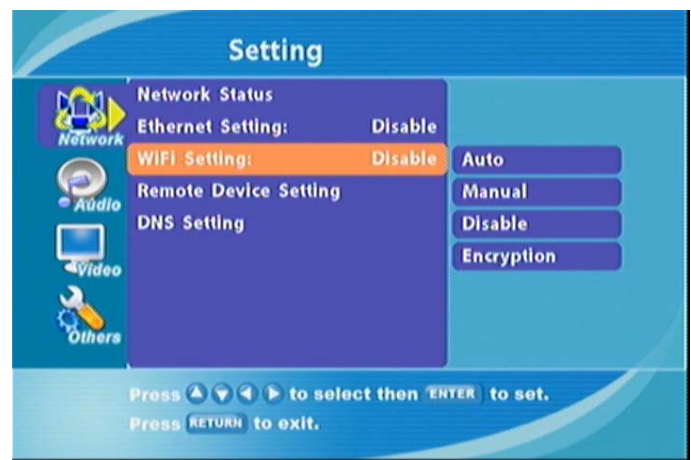 Setting
Network
Audio
Video
Others
Network Status
Ethernet Setting: Disable
WiFi Setting: Disable
Remote Device Setting
DNS Setting
Auto
Manual
Disable
Encryption
Press to select then ENTER to set.
Press RETURN to exit.